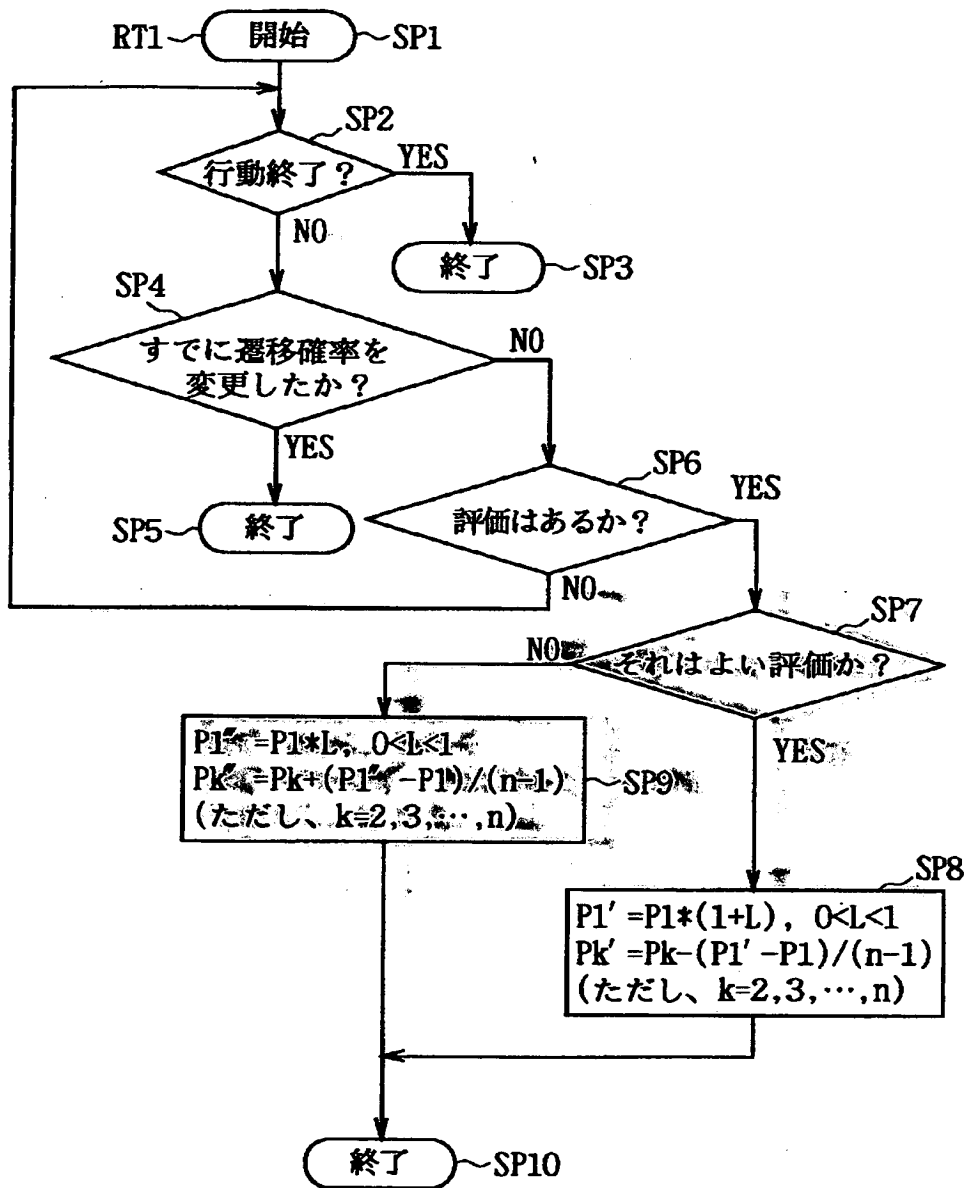 RT1
開始
SP1
SP2
行動終了?
YES
NO
終了
SP3
SP4
すでに遷移確率を
変更したか?
NO
YES
SP5
終了
SP6
評価はあるか?
YES
NO
SP7
それはよい評価か?
NO
YES
P1″=P1*L, 0<L<1
Pk″=Pk+(P1″-P1)/(n-1)
(ただし、k=2,3,…,n)
SP9
SP8
P1′=P1*(1+L), 0<L<1
Pk′=Pk-(P1′-P1)/(n-1)
(ただし、k=2,3,…,n)
終了
SP10